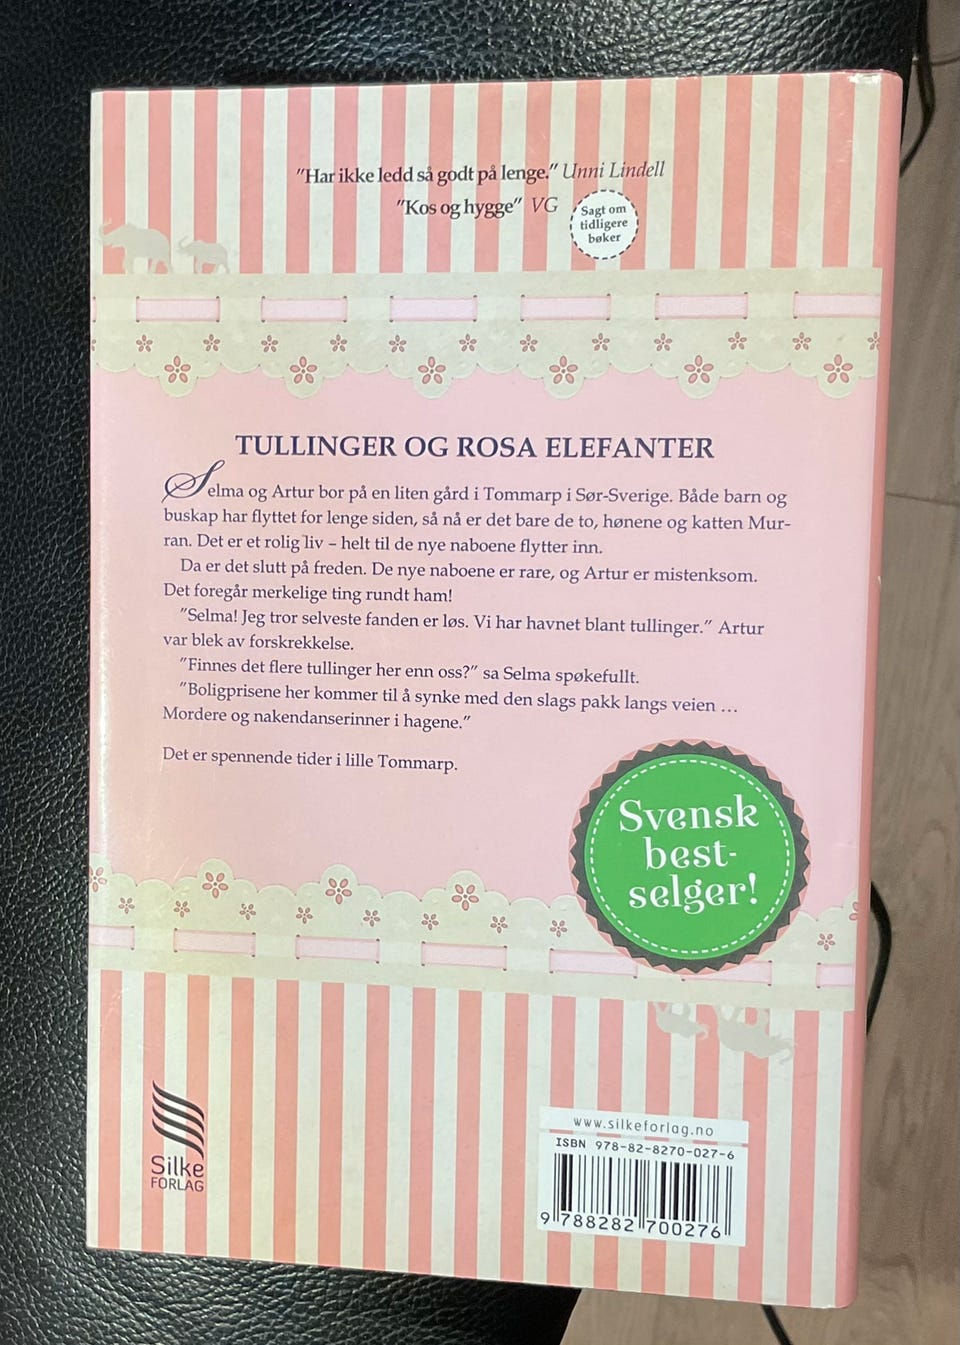 "Har ikke ledd så godt på lenge." Unni Lindell
"Kos og hygge" VG
Sagt om
tidligere
bøker
TULLINGER OG ROSA ELEFANTER
Selma og Artur bor på en liten gård i Tommarp i Sør-Sverige. Både barn og
buskap har flyttet for lenge siden, så nå er det bare de to, hønene og katten Mur-
ran. Det er et rolig liv – helt til de nye naboene flytter inn.
Da er det slutt på freden. De nye naboene er rare, og Artur er mistenksom.
Det foregår merkelige ting rundt ham!
"Selma! Jeg tror selveste fanden er løs. Vi har havnet blant tullinger." Artur
var blek av forskrekkelse.
"Finnes det flere tullinger her enn oss?" sa Selma spøkefullt.
"Boligprisene her kommer til å synke med den slags pakk langs veien …
Mordere og nakendanserinner i hagene."
Det er spennende tider i lille Tommarp.
Svensk
best-
selger!
Silke
FORLAG
www.silkeforlag.no
ISBN 978-82-8270-027-6
9 788282 700276